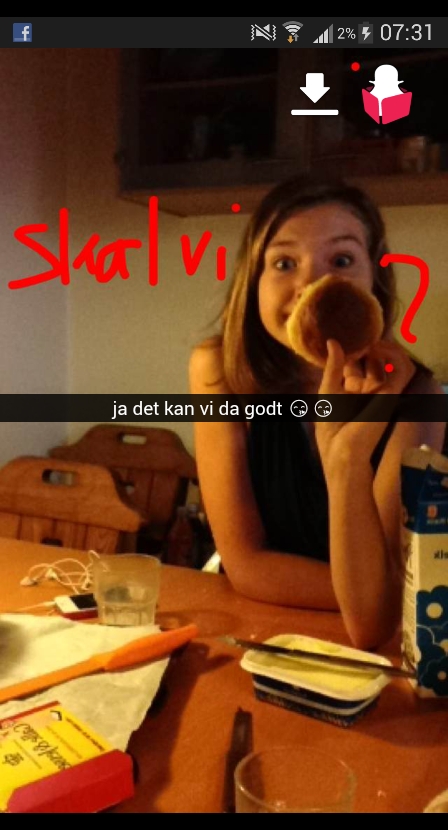 2% 07:31
skal vi ?
ja det kan vi da godt 😘 😘